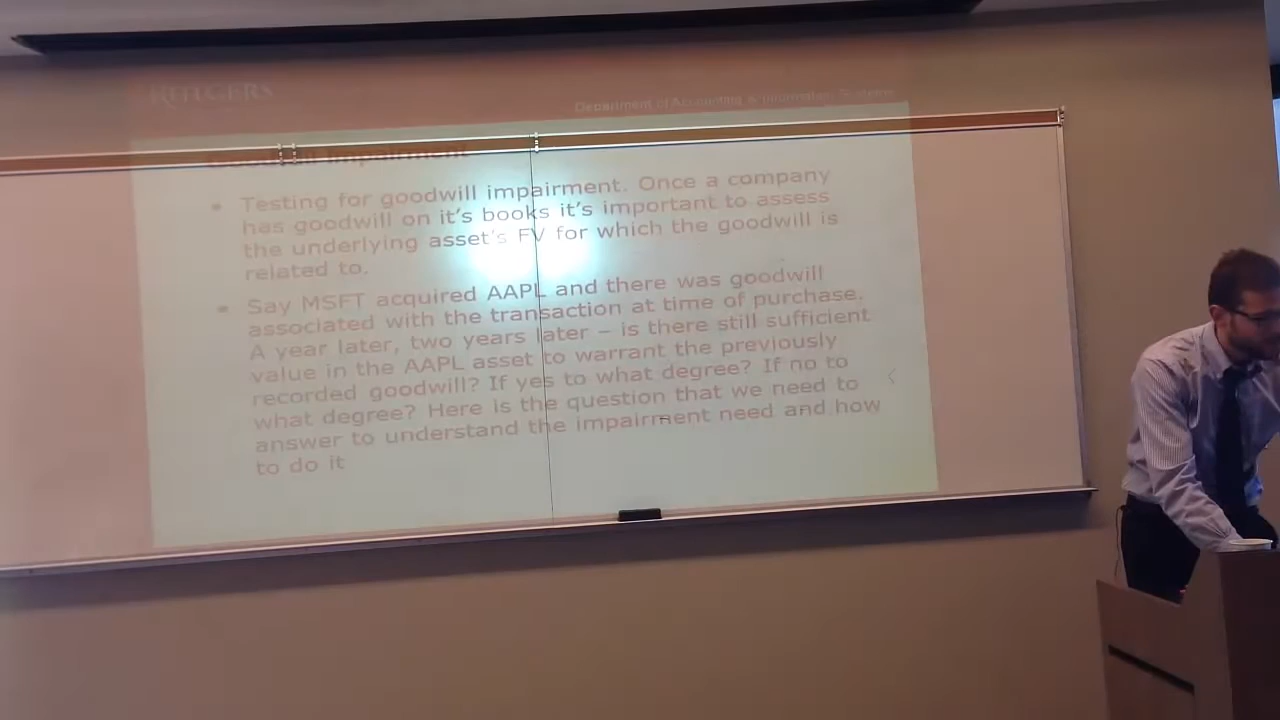 RUTGERS
Department of Accounting & Information Systems
Goodwill Impairment
Testing for goodwill impairment. Once a company
has goodwill on it's books it's important to assess
the underlying asset's FV for which the goodwill is
related to.
Say MSFT acquired AAPL and there was goodwill
associated with the transaction at time of purchase.
A year later, two years later – is there still sufficient
value in the AAPL asset to warrant the previously
recorded goodwill? If yes to what degree? If no to
what degree? Here is the question that we need to
answer to understand the impairment need and how
to do it